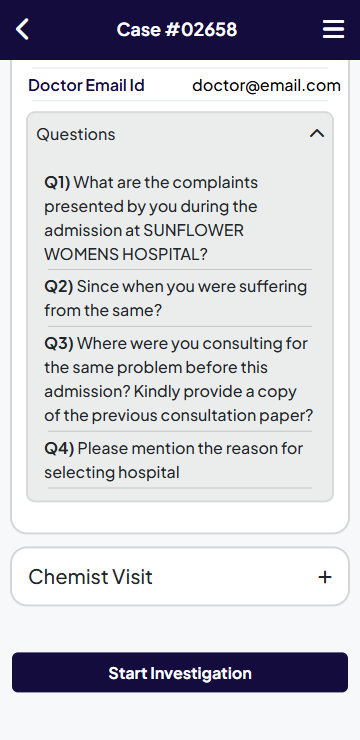 Case #02658
Doctor Email Id doctor@email.com
Questions
Q1) What are the complaints
presented by you during the
admission at SUNFLOWER
WOMENS HOSPITAL?
Q2) Since when you were suffering
from the same?
Q3) Where were you consulting for
the same problem before this
admission? Kindly provide a copy
of the previous consultation paper?
Q4) Please mention the reason for
selecting hospital
Chemist Visit +
Start Investigation